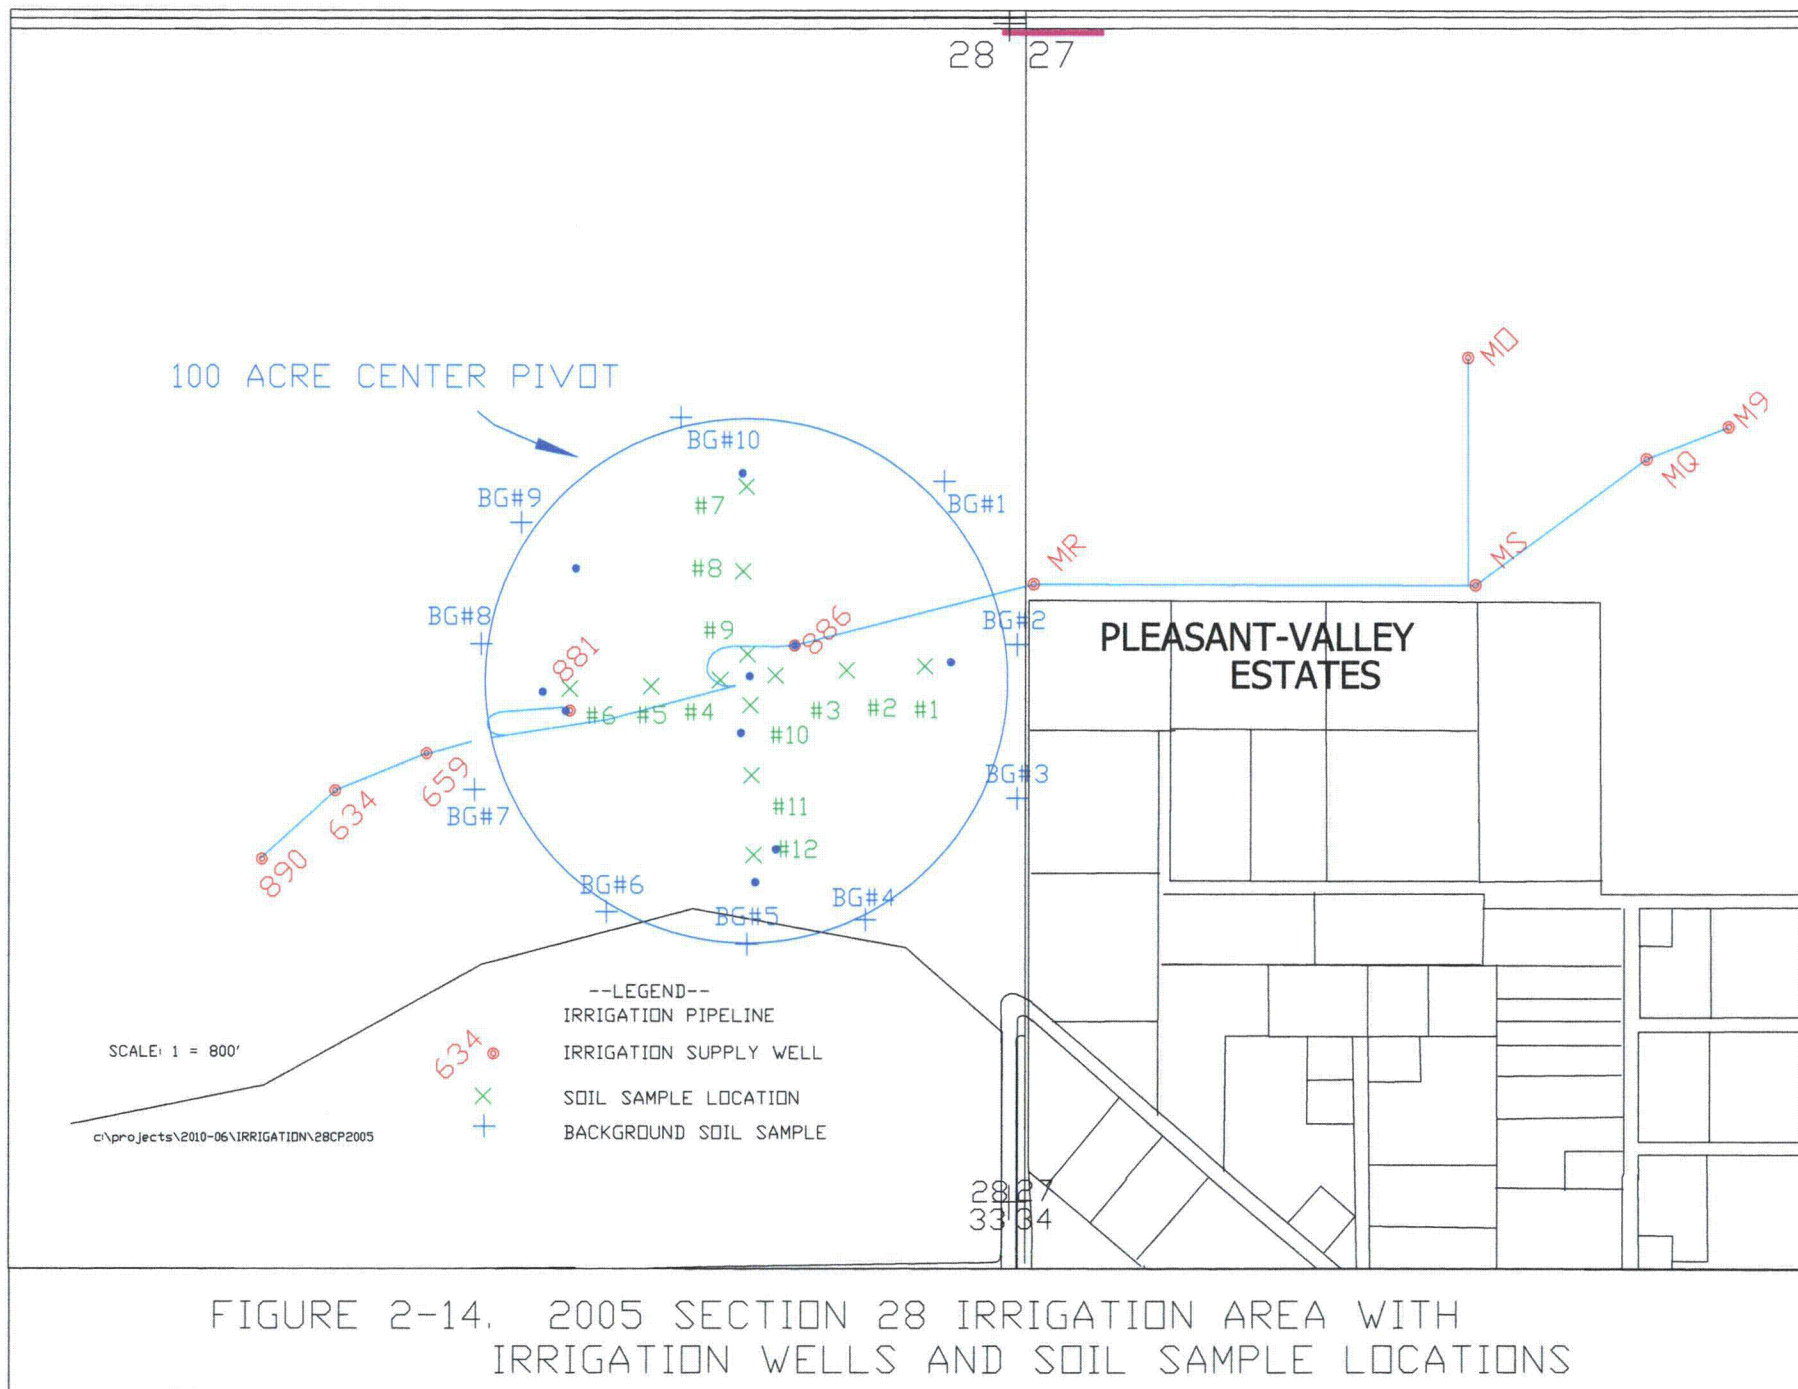 28 27
MO
100 ACRE CENTER PIVOT
M9
BG#10
MQ
BG#9
#7
BG#1
MS
MR
#8
BG#8
#9
886
BG#2
PLEASANT-VALLEY
ESTATES
881
#6 #5 #4 #3 #2 #1
#10
659
BG#3
634
BG#7
#11
890
#12
BG#6
BG#5
BG#4
--LEGEND--
IRRIGATION PIPELINE
SCALE: 1 = 800'
634
IRRIGATION SUPPLY WELL
SOIL SAMPLE LOCATION
c:\projects\2010-06\IRRIGATION\28CP2005
BACKGROUND SOIL SAMPLE
28 27
33 34
FIGURE 2-14. 2005 SECTION 28 IRRIGATION AREA WITH
IRRIGATION WELLS AND SOIL SAMPLE LOCATIONS